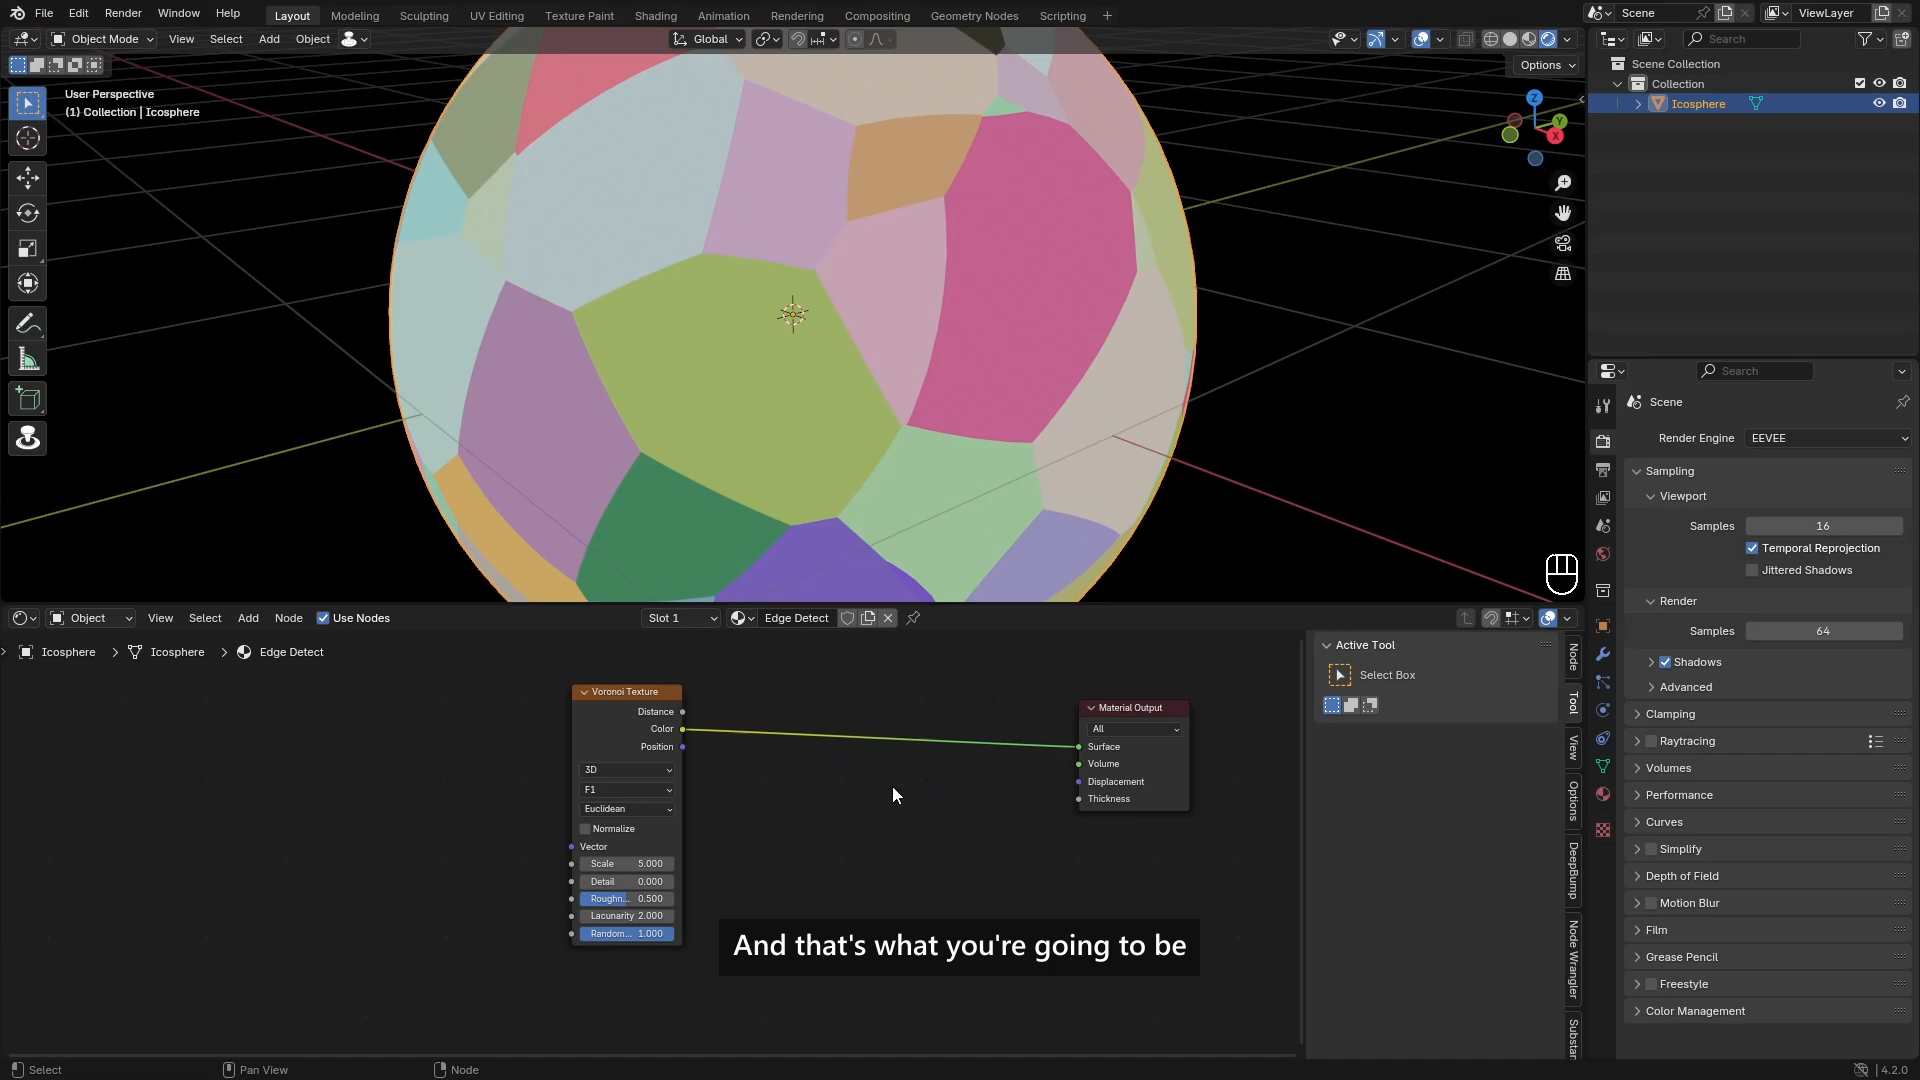 File Edit Render Window Help Layout Modeling Sculpting UV Editing Texture Paint Shading Animation Rendering Compositing Geometry Nodes Scripting Scene ViewLayer
Object Mode View Select Add Object Global Search
Options
User Perspective
(1) Collection | Icosphere
Z
Y
X
Scene Collection
Collection
Icosphere
Search
Scene
Render Engine EEVEE
Sampling
Viewport
Samples 16
Temporal Reprojection
Jittered Shadows
Render
Samples 64
Shadows
Advanced
Clamping
Raytracing
Volumes
Performance
Curves
Simplify
Depth of Field
Motion Blur
Film
Grease Pencil
Freestyle
Color Management
Object View Select Add Node Use Nodes Slot 1 Edge Detect
Icosphere Icosphere Edge Detect
Voronoi Texture
Distance
Color
Position
3D
F1
Euclidean
Normalize
Vector
Scale 5.000
Detail 0.000
Roughn... 0.500
Lacunarity 2.000
Random... 1.000
Material Output
All
Surface
Volume
Displacement
Thickness
Active Tool
Select Box
Node
Tool
View
Options
DeepBump
Node Wrangler
Substan
And that's what you're going to be
Select Pan View Node 4.2.0